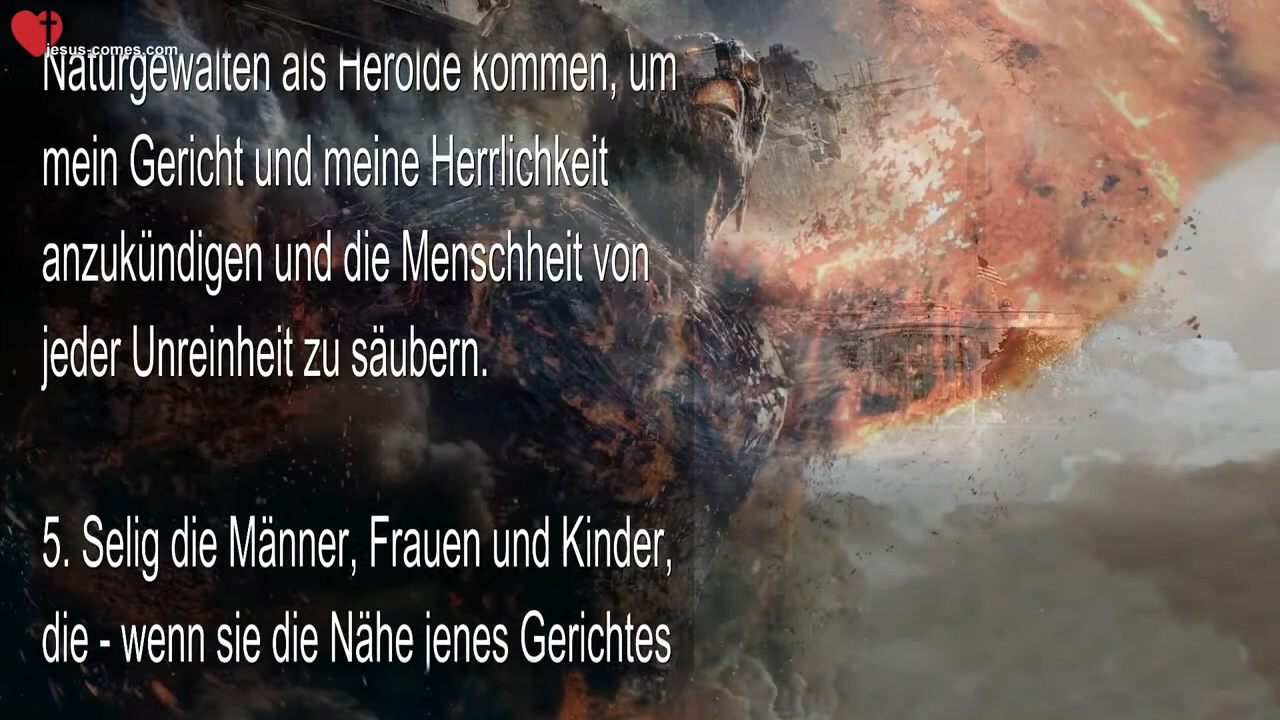 jesus-comes.com
Naturgewalten als Herolde kommen, um
mein Gericht und meine Herrlichkeit
anzukündigen und die Menschheit von
jeder Unreinheit zu säubern.
5. Selig die Männer, Frauen und Kinder,
die - wenn sie die Nähe jenes Gerichtes